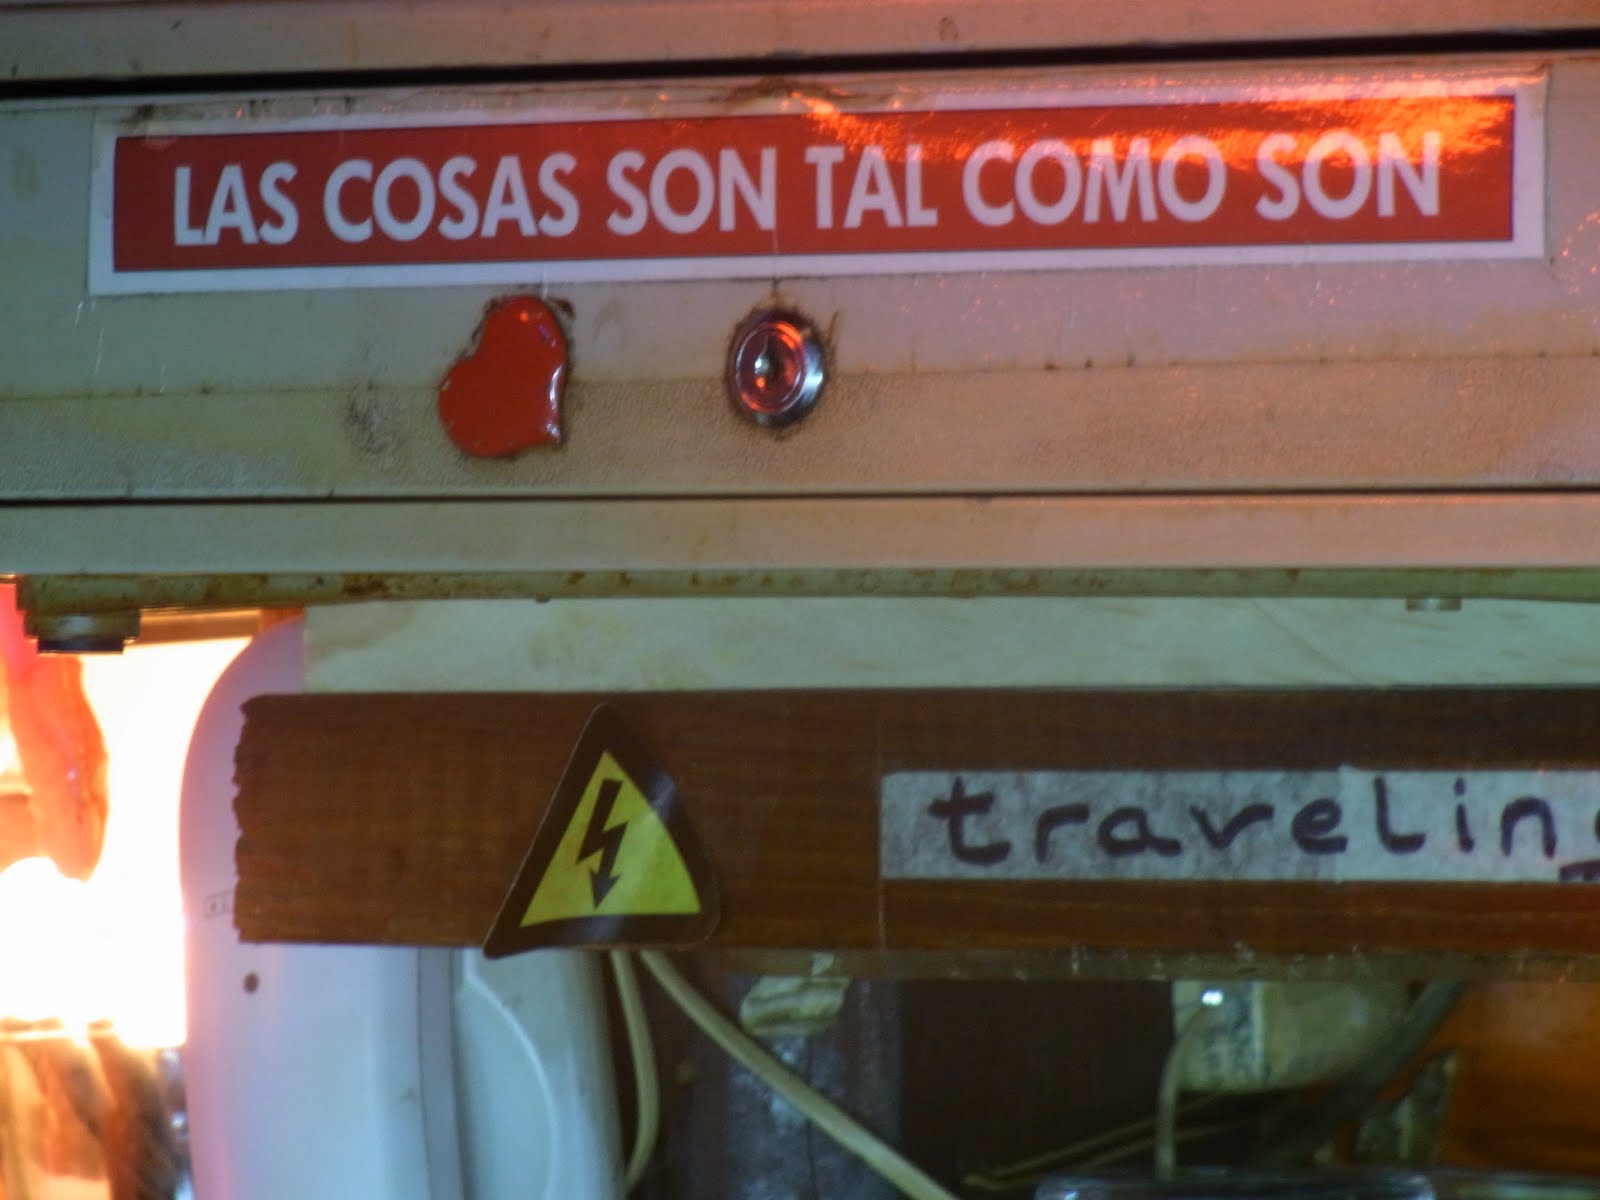 LAS COSAS SON TAL COMO SON
travelin